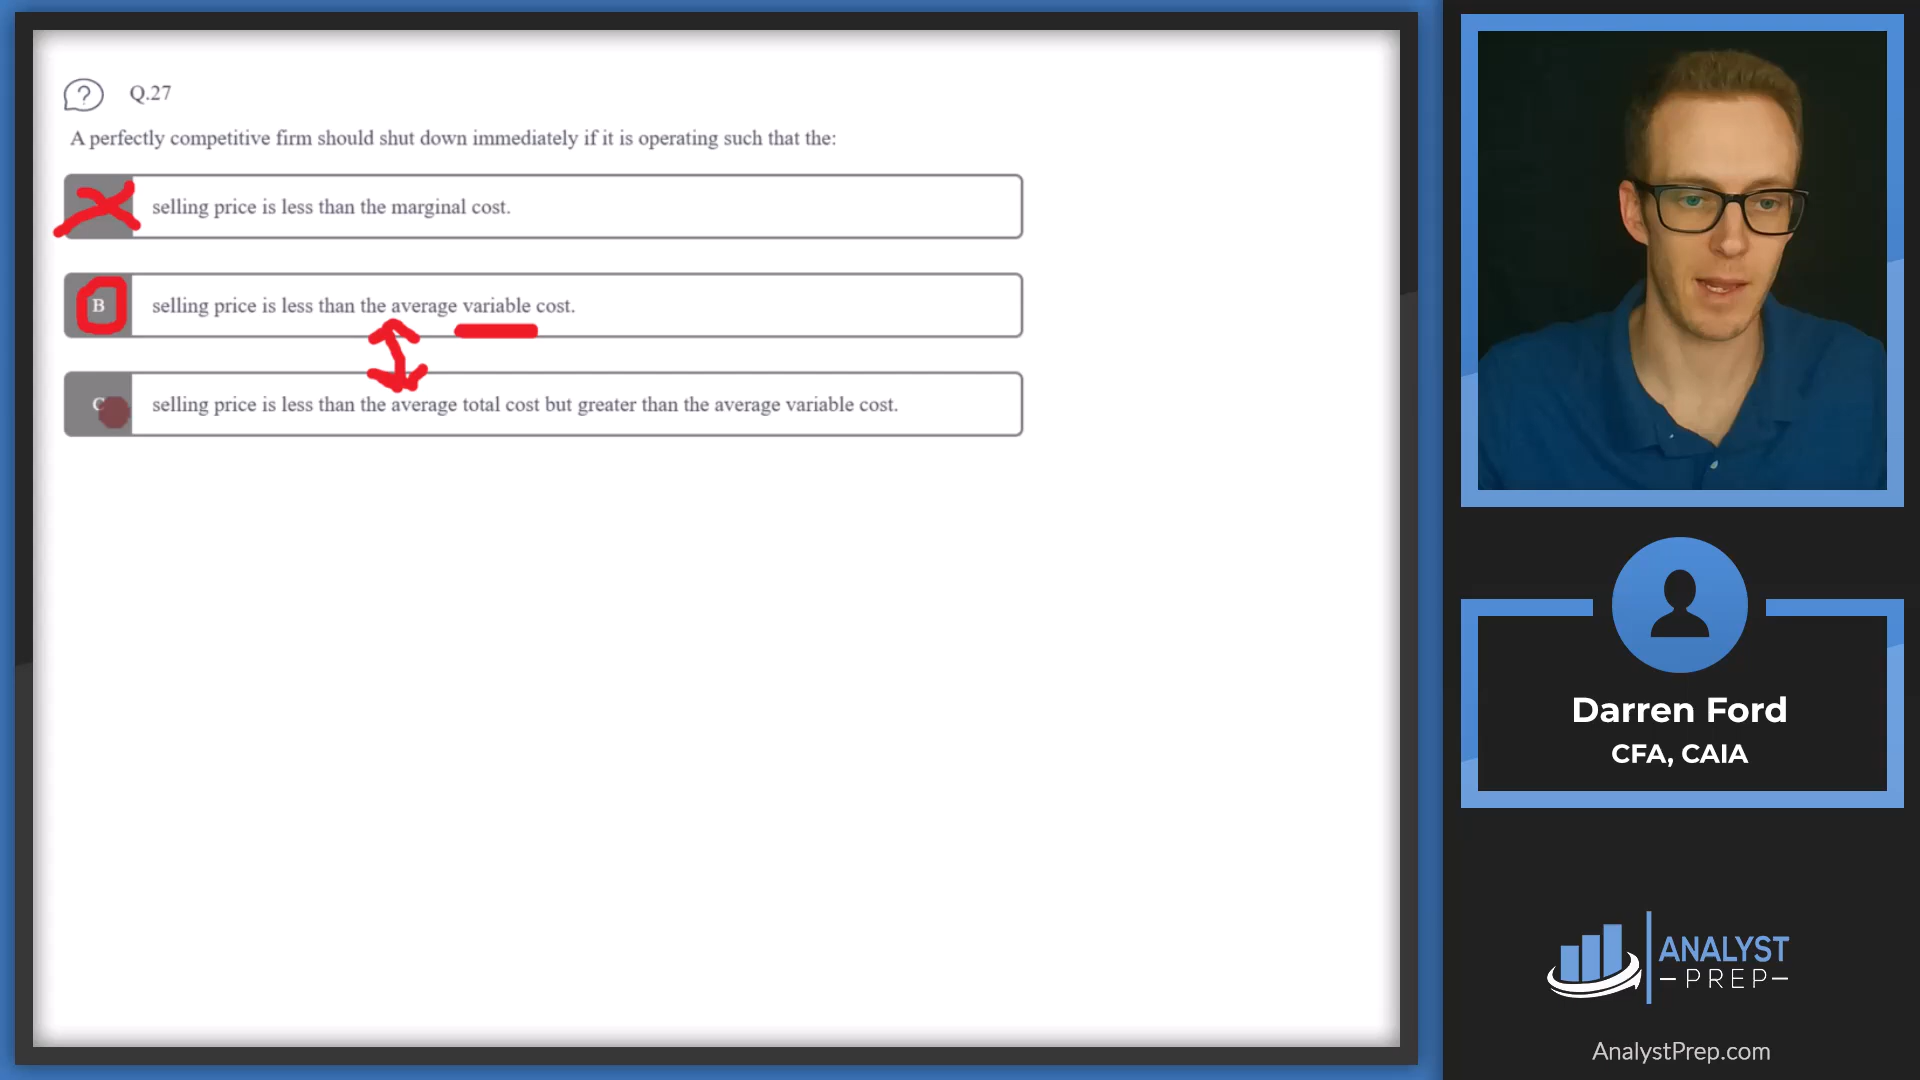 Q.27
A perfectly competitive firm should shut down immediately if it is operating such that the:
selling price is less than the marginal cost.
B selling price is less than the average variable cost.
C selling price is less than the average total cost but greater than the average variable cost.
Darren Ford
CFA, CAIA
ANALYST
PREP
AnalystPrep.com